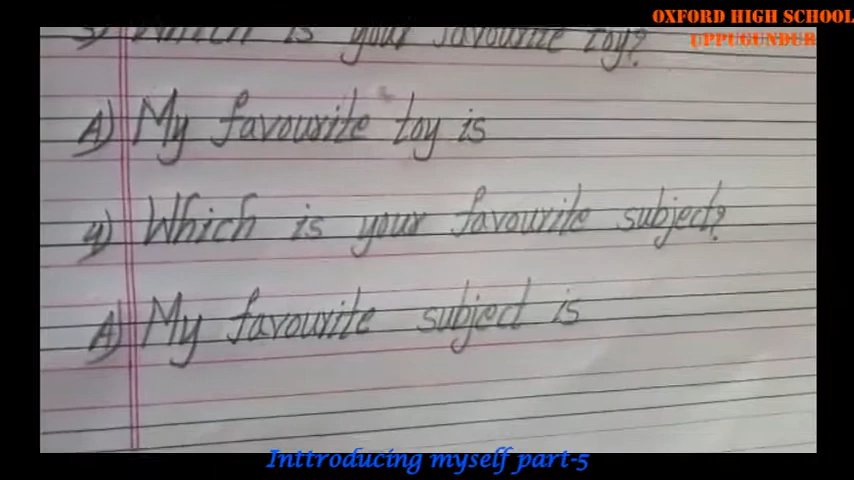 OXFORD HIGH SCHOOL
UPPUGUNDUR
3) Which is your favourite toy?
A) My favourite toy is
4) Which is your favourite subject?
A) My favourite subject is
Inttroducing myself part-5